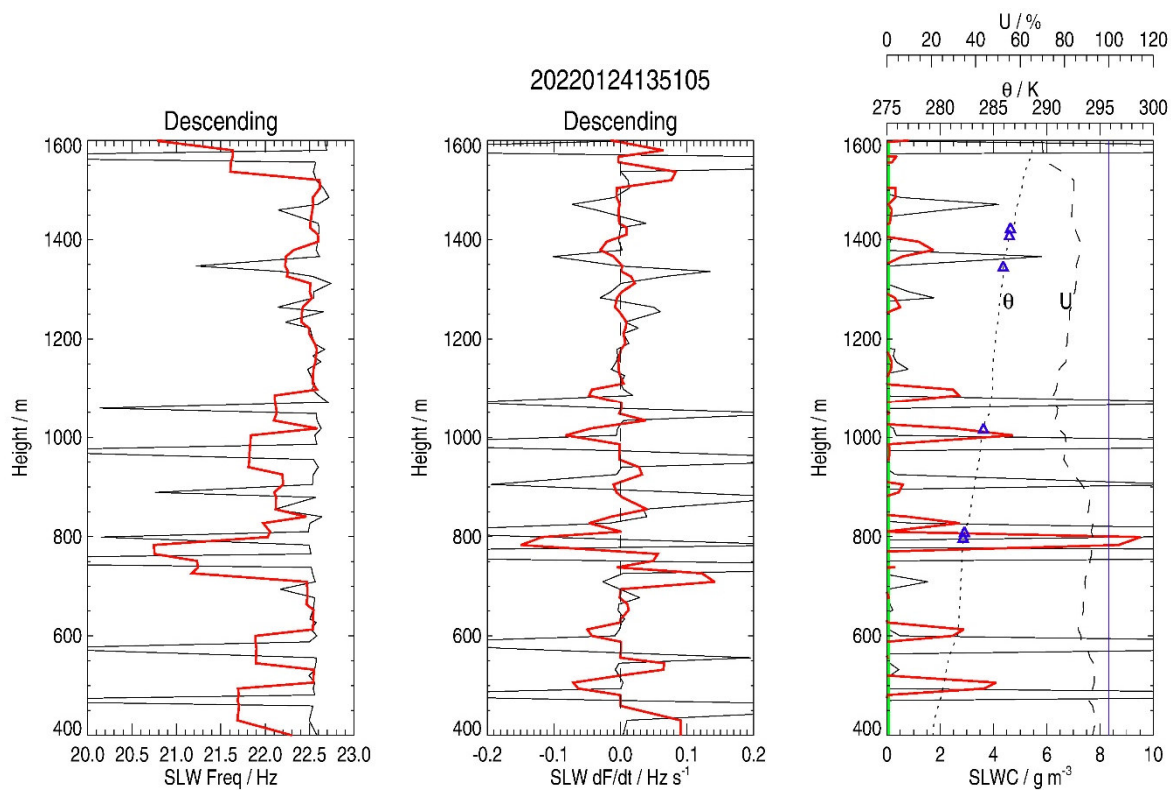 20220124135105
Descending
1600
1400
1200
1000
800
600
400
Height / m
20.0 20.5 21.0 21.5 22.0 22.5 23.0
SLW Freq / Hz
Descending
1600
1400
1200
1000
800
600
400
Height / m
-0.2 -0.1 0.0 0.1 0.2
SLW dF/dt / Hz s⁻¹
U / %
0 20 40 60 80 100 120
θ / K
275 282 285 291 295 300
1600
1400
1200
1000
800
600
400
Height / m
θ U
0 2 4 6 8 10
SLWC / g m⁻³